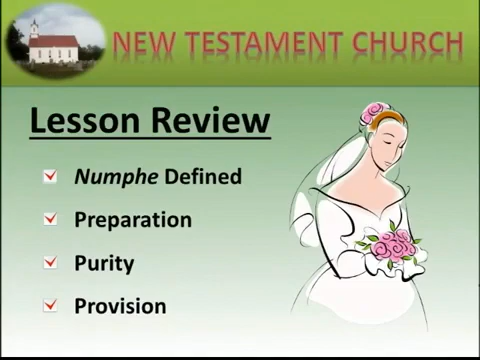 NEW TESTAMENT CHURCH
Lesson Review
Numphe Defined
Preparation
Purity
Provision